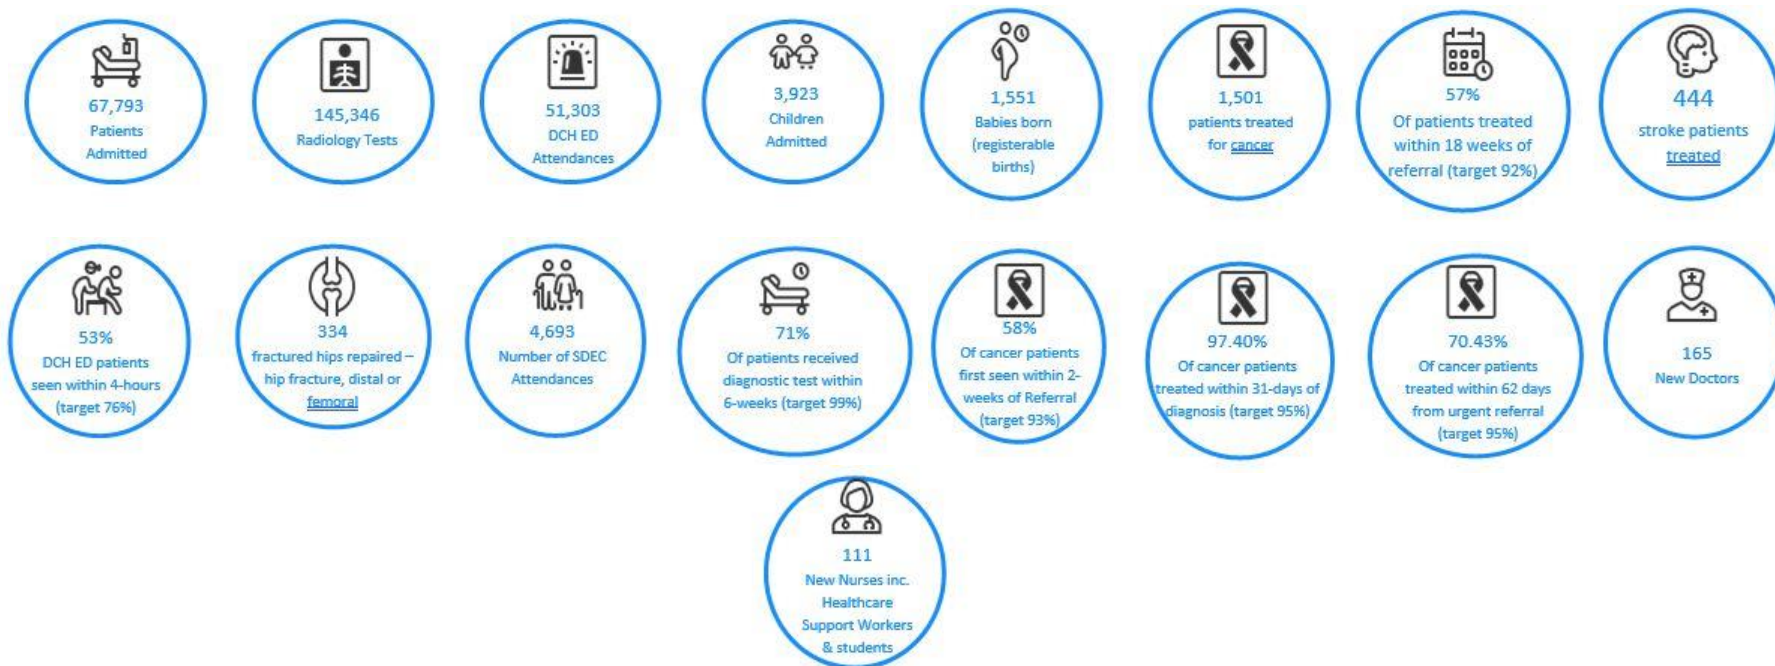 67,793
Patients
Admitted
145,346
Radiology Tests
51,303
DCH ED
Attendances
3,923
Children
Admitted
1,551
Babies born
(registerable
births)
1,501
patients treated
for cancer
57%
Of patients treated
within 18 weeks of
referral (target 92%)
444
stroke patients
treated
53%
DCH ED patients
seen within 4-hours
(target 76%)
334
fractured hips repaired –
hip fracture, distal or
femoral
4,693
Number of SDEC
Attendances
71%
Of patients received
diagnostic test within
6-weeks (target 99%)
58%
Of cancer patients
first seen within 2-
weeks of Referral
(target 93%)
97.40%
Of cancer patients
treated within 31-days of
diagnosis (target 95%)
70.43%
Of cancer patients
treated within 62 days
from urgent referral
(target 95%)
165
New Doctors
111
New Nurses inc.
Healthcare
Support Workers
& students